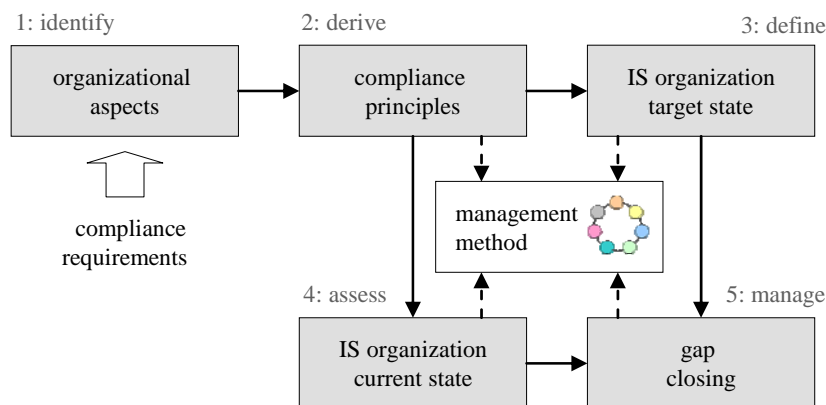 1: identify
2: derive
3: define
organizational
aspects
compliance
principles
IS organization
target state
compliance
requirements
management
method
4: assess
5: manage
IS organization
current state
gap
closing